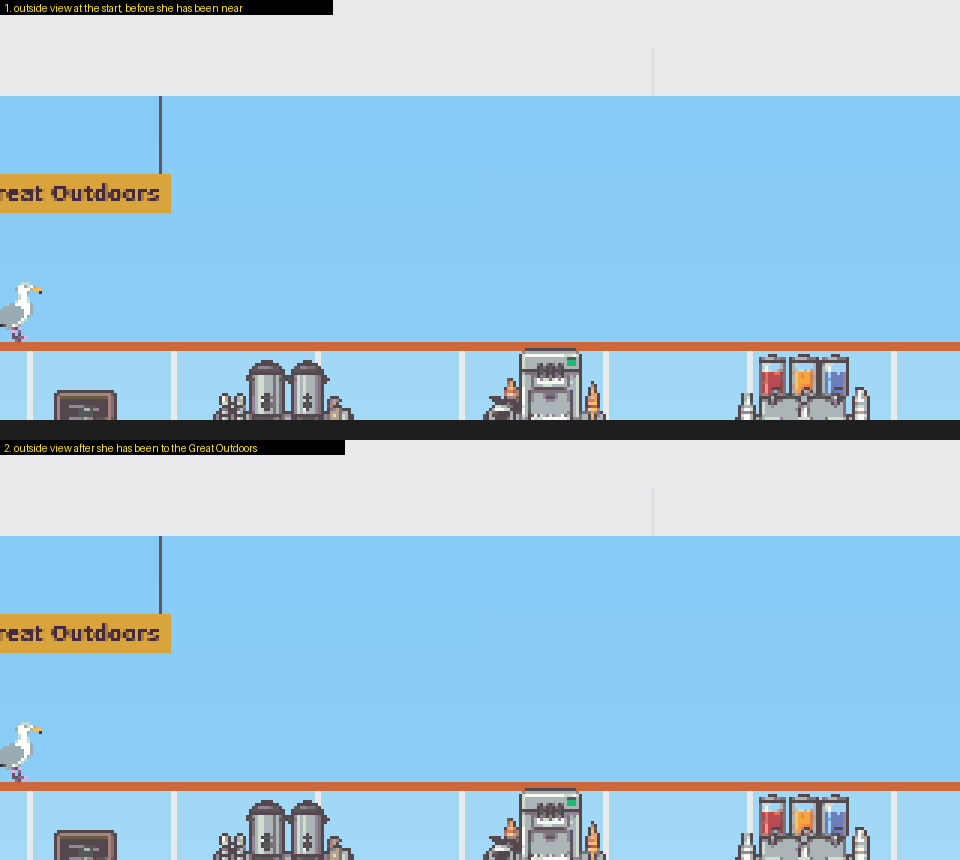 1. outside view at the start, before she has been near
reat Outdoors
2. outside view after she has been to the Great Outdoors
reat Outdoors